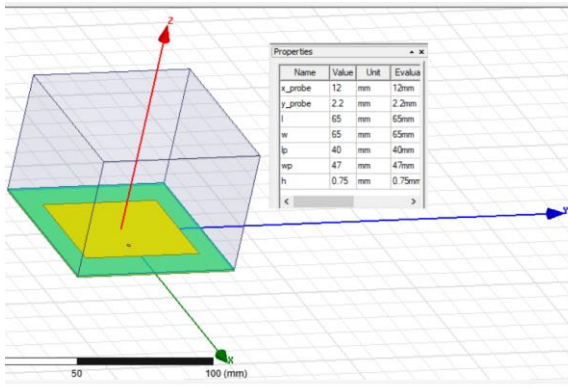 Z
Properties
Name Value Unit Evalua
x_probe 12 mm 12mm
y_probe 2.2 mm 2.2mm
l 65 mm 65mm
w 65 mm 65mm
lp 40 mm 40mm
wp 47 mm 47mm
h 0.75 mm 0.75mm
X
50 100 (mm)